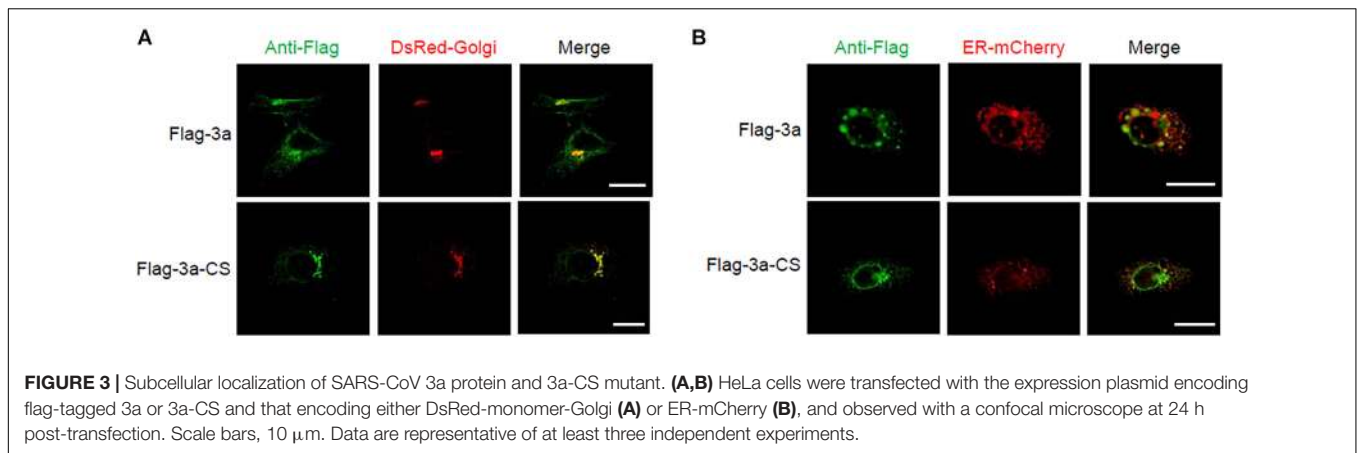 A
B
Anti-Flag DsRed-Golgi Merge
Anti-Flag ER-mCherry Merge
Flag-3a
Flag-3a
Flag-3a-CS
Flag-3a-CS
FIGURE 3 | Subcellular localization of SARS-CoV 3a protein and 3a-CS mutant. (A,B) HeLa cells were transfected with the expression plasmid encoding
flag-tagged 3a or 3a-CS and that encoding either DsRed-monomer-Golgi (A) or ER-mCherry (B), and observed with a confocal microscope at 24 h
post-transfection. Scale bars, 10 μm. Data are representative of at least three independent experiments.